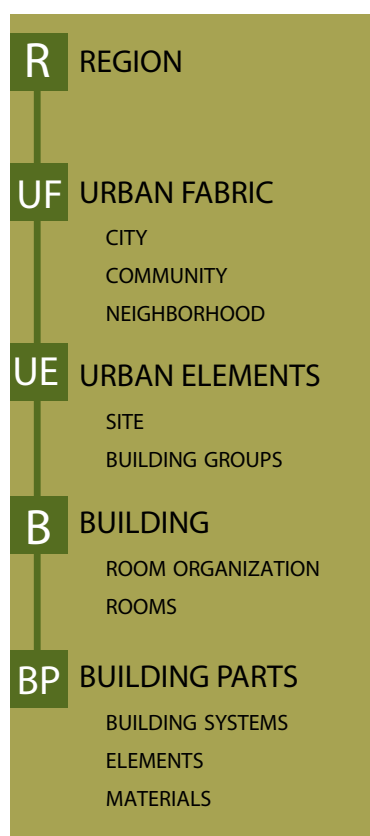 R REGION
UF URBAN FABRIC
CITY
COMMUNITY
NEIGHBORHOOD
UE URBAN ELEMENTS
SITE
BUILDING GROUPS
B BUILDING
ROOM ORGANIZATION
ROOMS
BP BUILDING PARTS
BUILDING SYSTEMS
ELEMENTS
MATERIALS